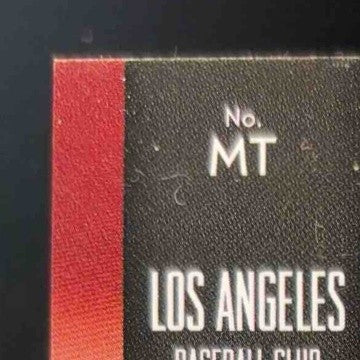 No.
MT
LOS ANGELES
BASEBALL CLUB